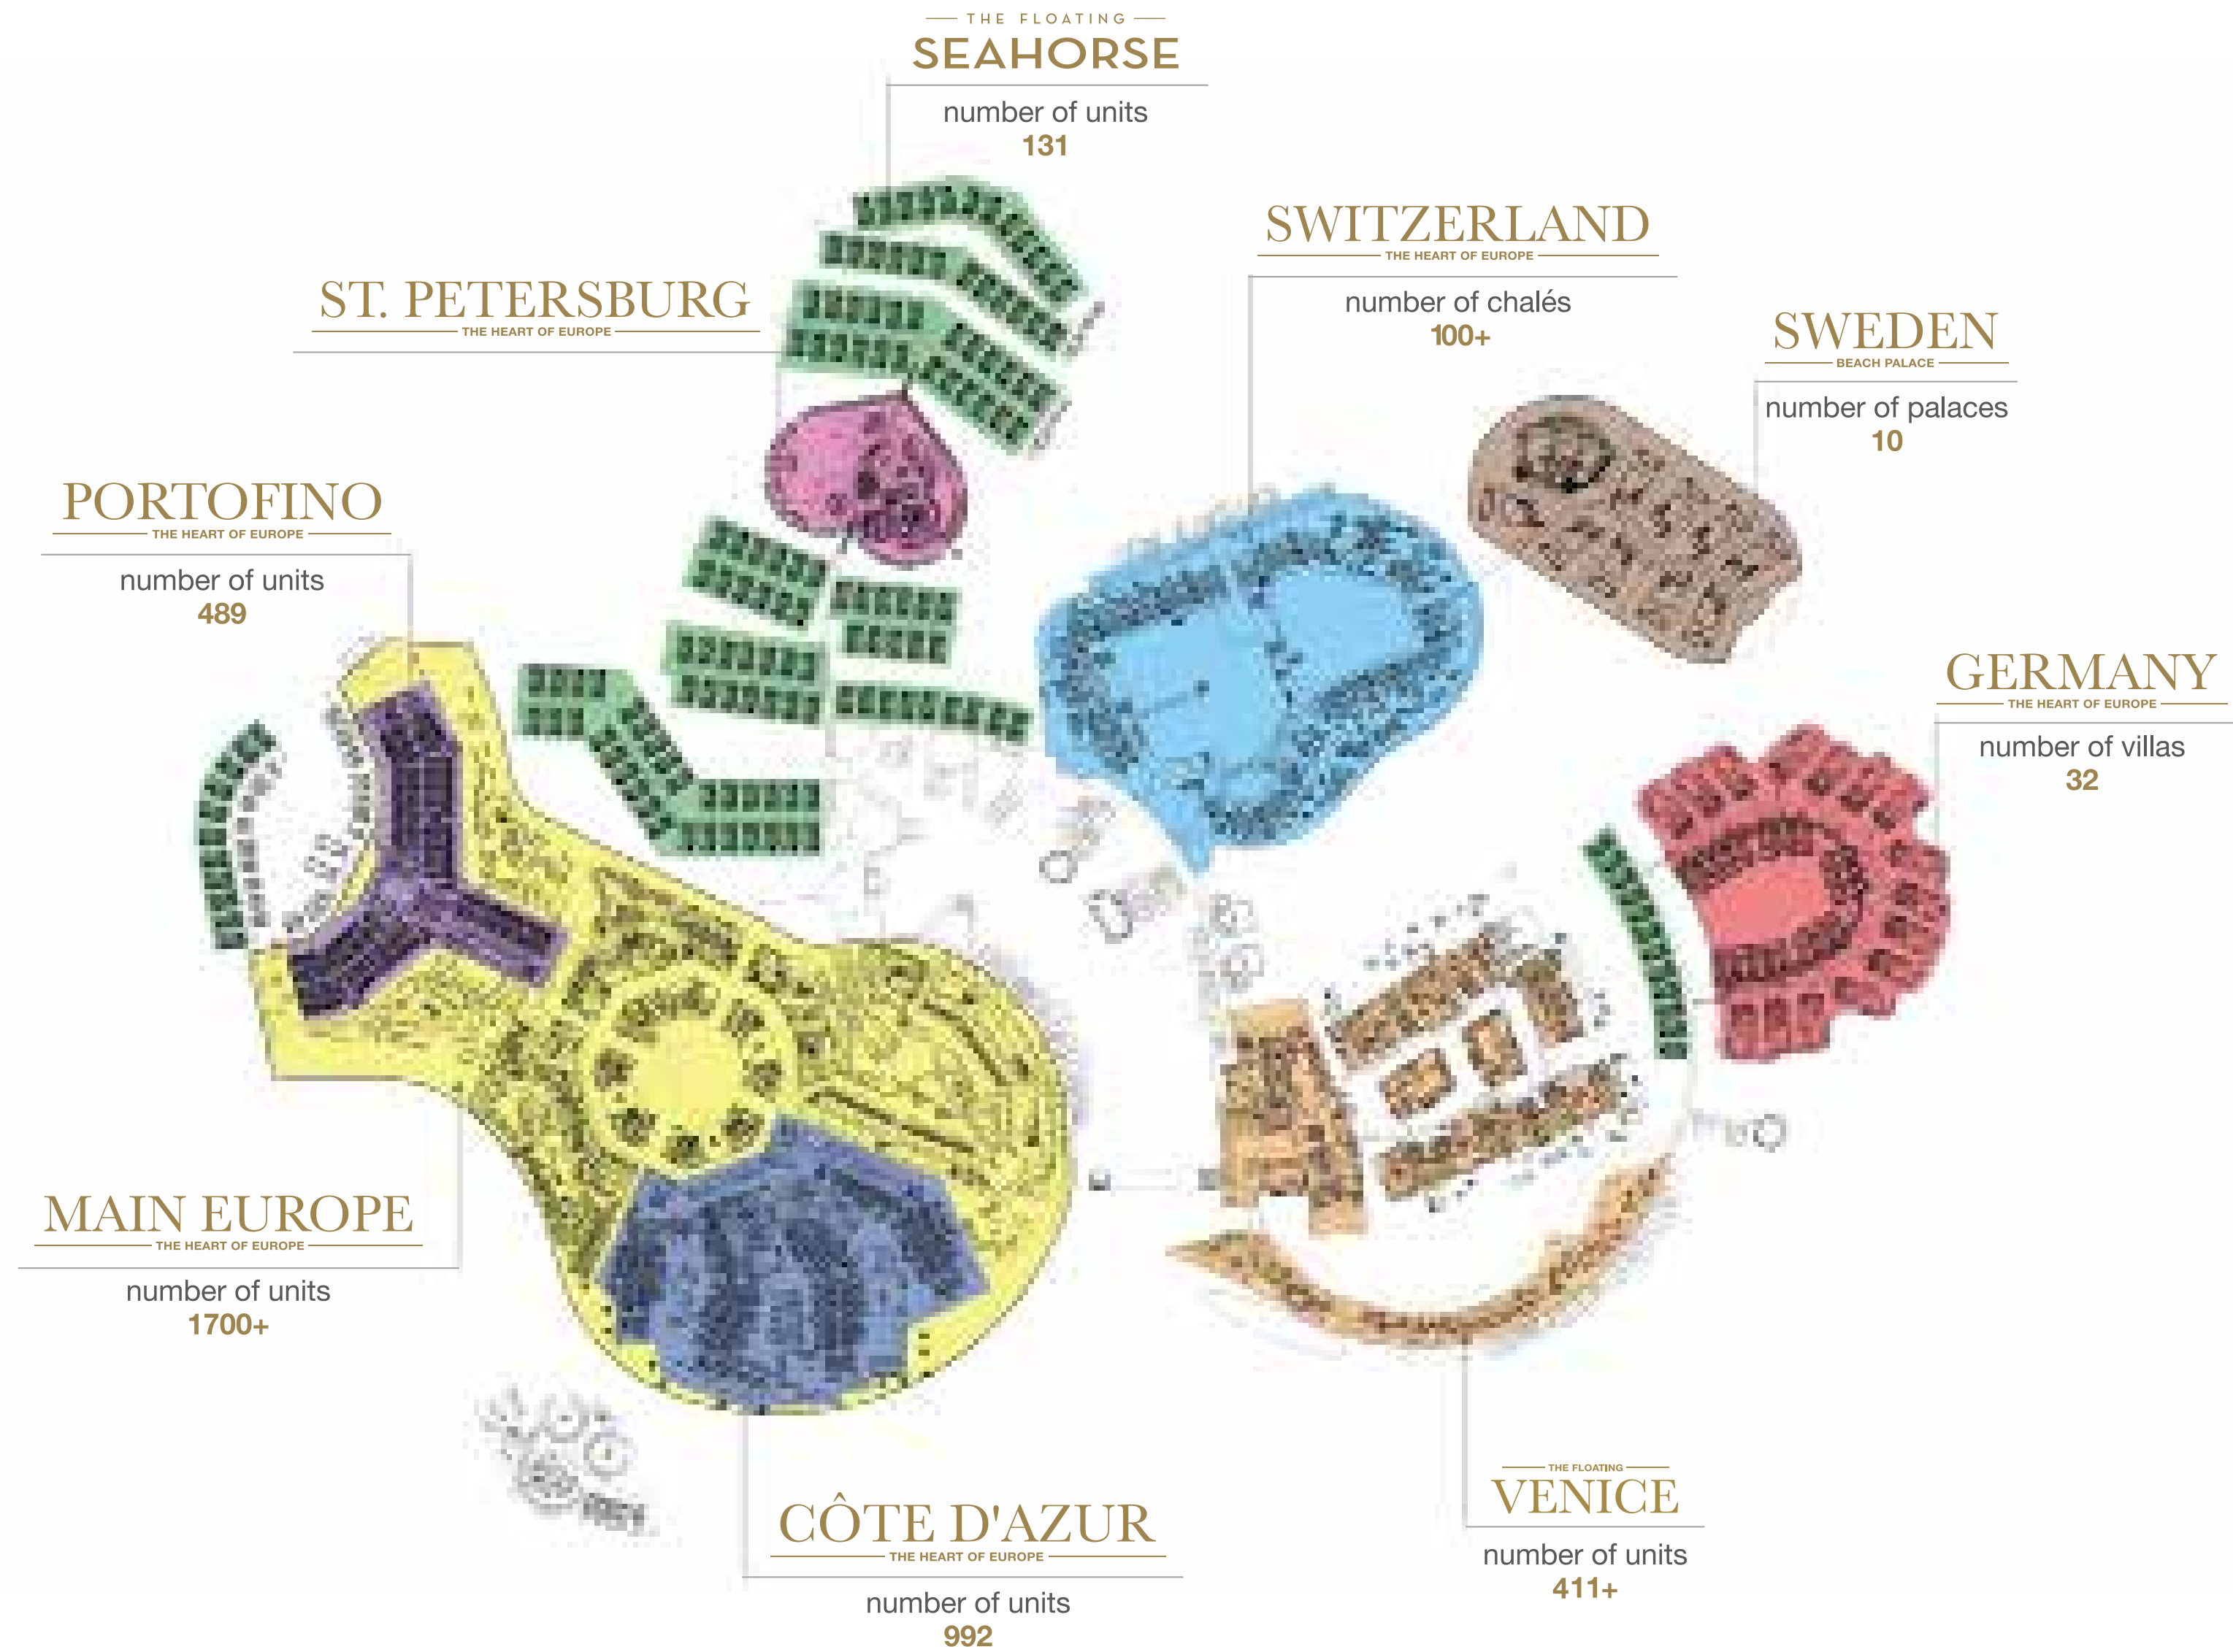 THE FLOATING
SEAHORSE
number of units
131
SWITZERLAND
THE HEART OF EUROPE
number of chalés
100+
ST. PETERSBURG
THE HEART OF EUROPE
SWEDEN
BEACH PALACE
number of palaces
10
PORTOFINO
THE HEART OF EUROPE
number of units
489
GERMANY
THE HEART OF EUROPE
number of villas
32
MAIN EUROPE
THE HEART OF EUROPE
number of units
1700+
CÔTE D'AZUR
THE HEART OF EUROPE
number of units
992
THE FLOATING
VENICE
number of units
411+